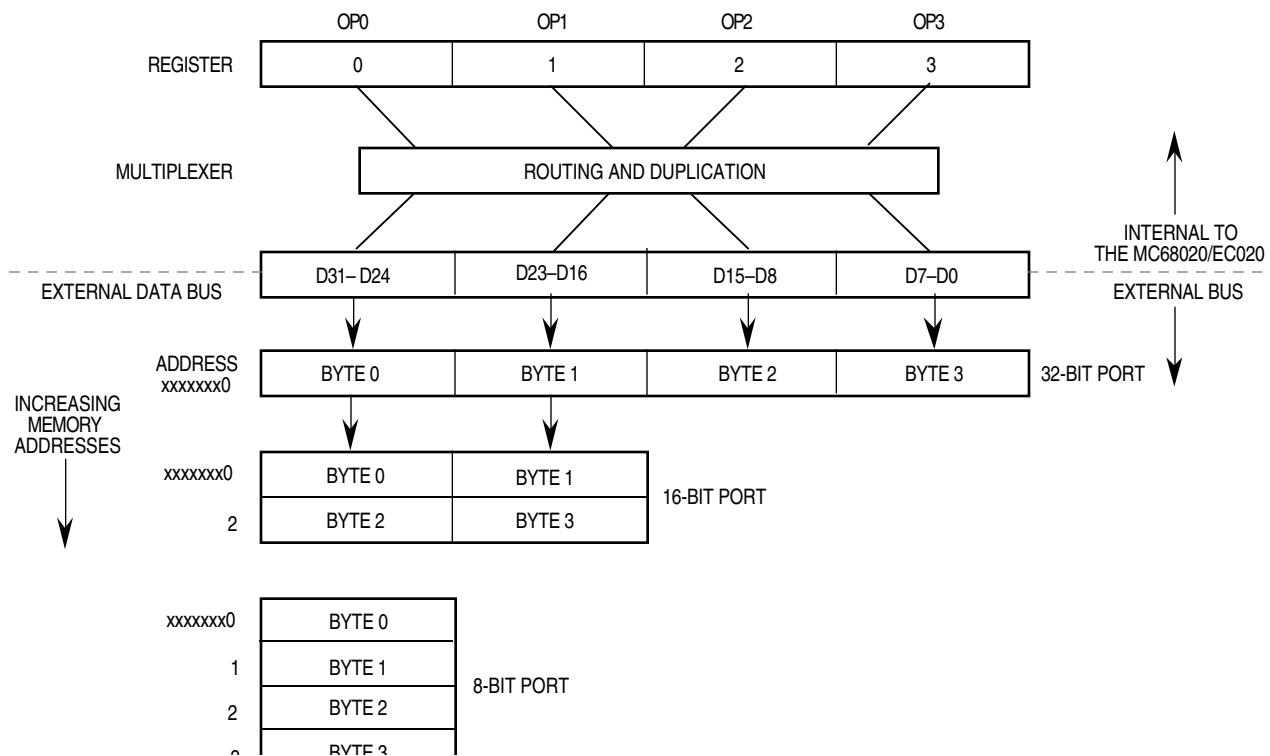 OP0 OP1 OP2 OP3
REGISTER 0 1 2 3
MULTIPLEXER ROUTING AND DUPLICATION
INTERNAL TO
THE MC68020/EC020
D31– D24 D23–D16 D15–D8 D7–D0
EXTERNAL DATA BUS EXTERNAL BUS
ADDRESS
xxxxxxx0 BYTE 0 BYTE 1 BYTE 2 BYTE 3 32-BIT PORT
INCREASING
MEMORY
ADDRESSES
xxxxxxx0 BYTE 0 BYTE 1
16-BIT PORT
2 BYTE 2 BYTE 3
xxxxxxx0 BYTE 0
1 BYTE 1
8-BIT PORT
2 BYTE 2
BYTE 3